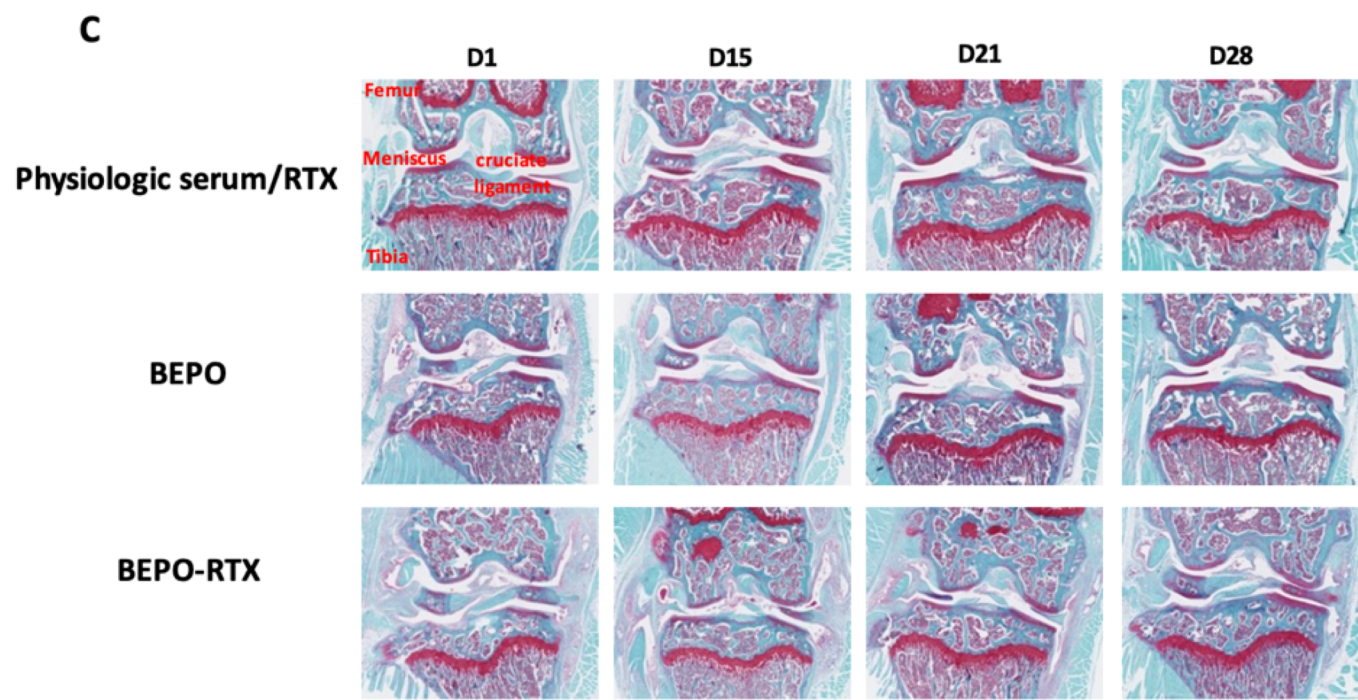 C
D1
D15
D21
D28
Physiologic serum/RTX
Femur
Meniscus
cruciate
ligament
Tibia
BEPO
BEPO-RTX